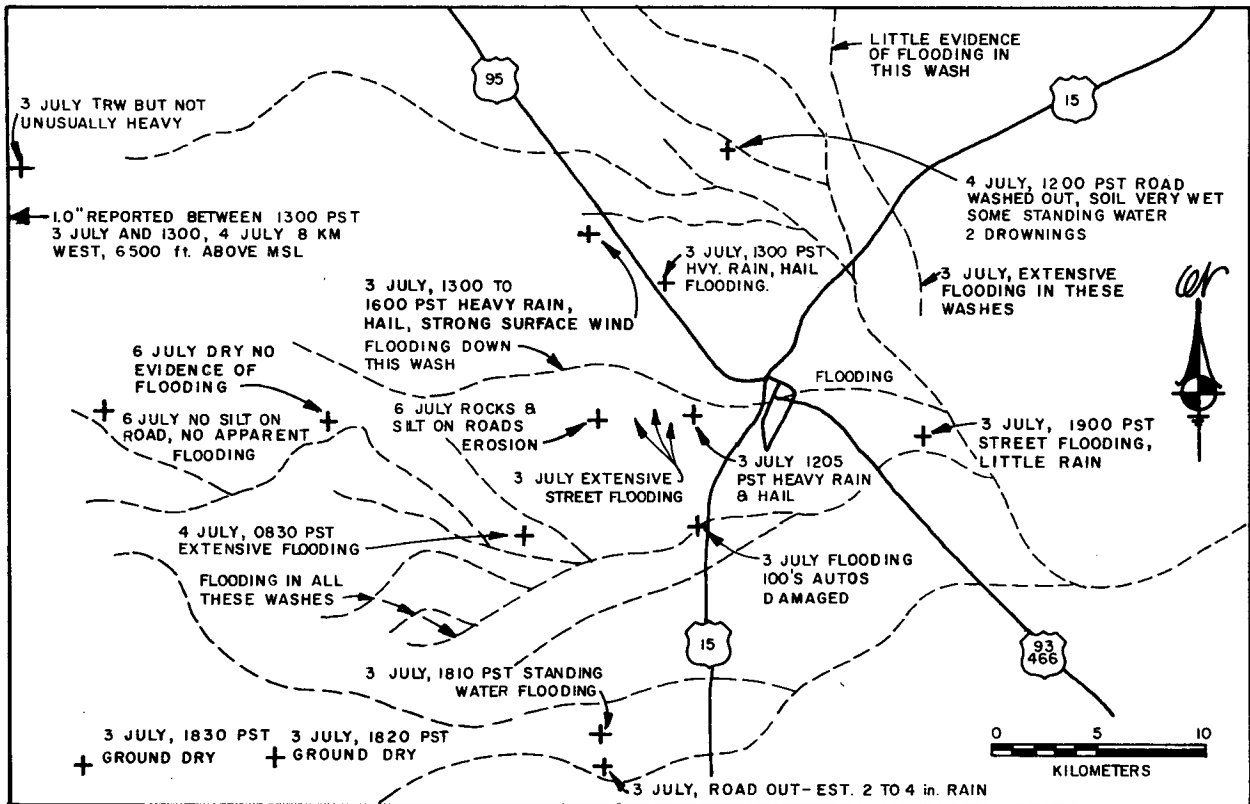 LITTLE EVIDENCE
OF FLOODING IN
THIS WASH
95
15
3 JULY TRW BUT NOT
UNUSUALLY HEAVY
4 JULY, 1200 PST ROAD
WASHED OUT, SOIL VERY WET
SOME STANDING WATER
2 DROWNINGS
1.0" REPORTED BETWEEN 1300 PST
3 JULY AND 1300, 4 JULY 8 KM
WEST, 6500 ft. ABOVE MSL
3 JULY, 1300 PST
HVY. RAIN, HAIL
FLOODING.
3 JULY, EXTENSIVE
FLOODING IN THESE
WASHES
N
3 JULY, 1300 TO
1600 PST HEAVY RAIN,
HAIL, STRONG SURFACE WIND
FLOODING DOWN
THIS WASH
6 JULY DRY NO
EVIDENCE OF
FLOODING
FLOODING
6 JULY NO SILT ON
ROAD, NO APPARENT
FLOODING
6 JULY ROCKS &
SILT ON ROADS
EROSION
3 JULY, 1900 PST
STREET FLOODING,
LITTLE RAIN
3 JULY EXTENSIVE
STREET FLOODING
3 JULY 1205
PST HEAVY RAIN
& HAIL
4 JULY, 0830 PST
EXTENSIVE FLOODING
3 JULY FLOODING
100'S AUTOS
DAMAGED
FLOODING IN ALL
THESE WASHES
15
93
466
3 JULY, 1810 PST STANDING
WATER FLOODING
3 JULY, 1830 PST
GROUND DRY
3 JULY, 1820 PST
GROUND DRY
0 5 10
KILOMETERS
3 JULY, ROAD OUT-EST. 2 TO 4 in. RAIN